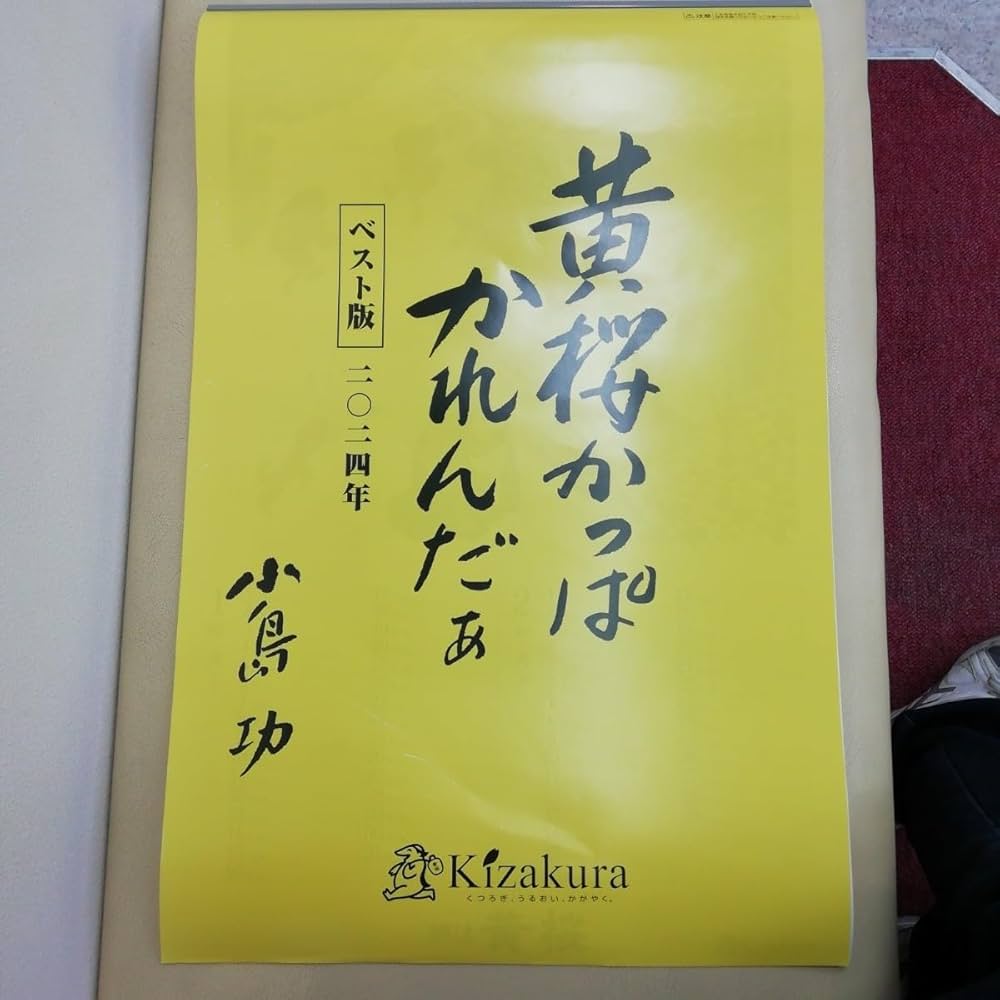 黄桜かっぱ
かれんだぁ
ベスト版 二〇二四年
小島功
Kizakura
くつろぎ、うるおい、かがやく。